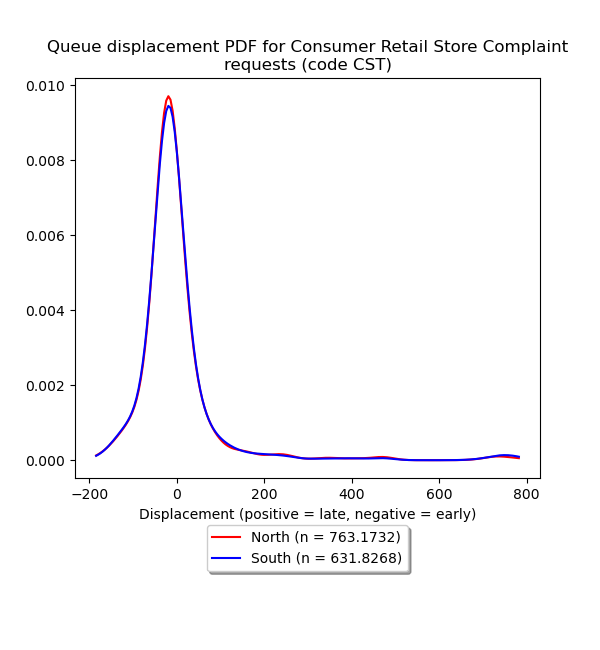 Queue displacement PDF for Consumer Retail Store Complaint
requests (code CST)
0.010
0.008
0.006
0.004
0.002
0.000
−200 0 200 400 600 800
Displacement (positive = late, negative = early)
North (n = 763.1732)
South (n = 631.8268)